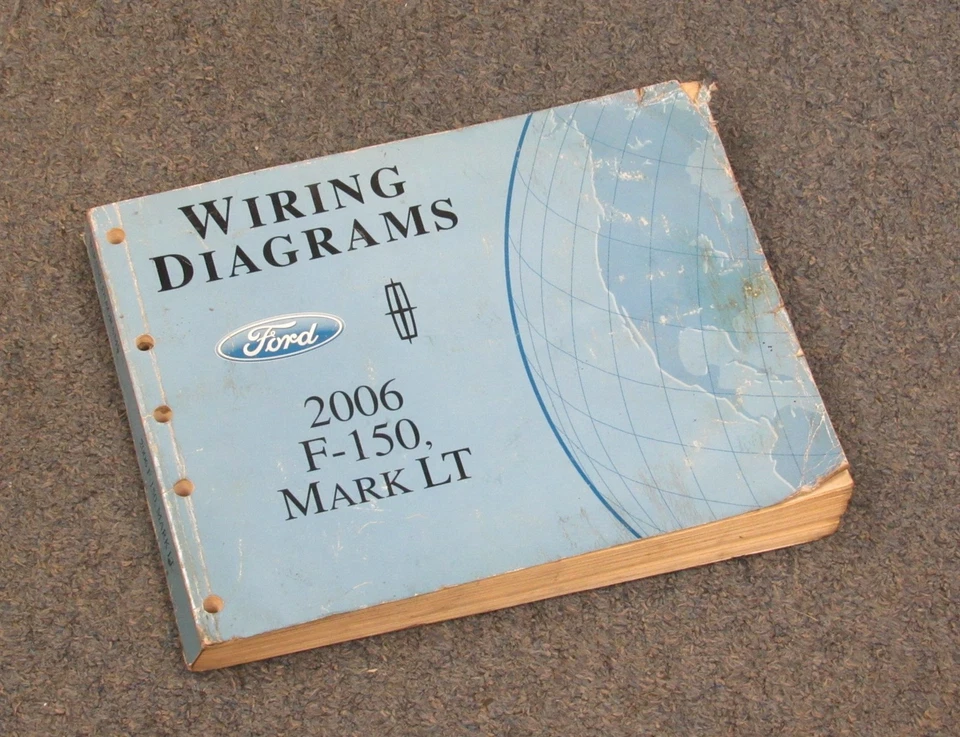 WIRING
DIAGRAMS
Ford
2006
F-150,
MARK LT